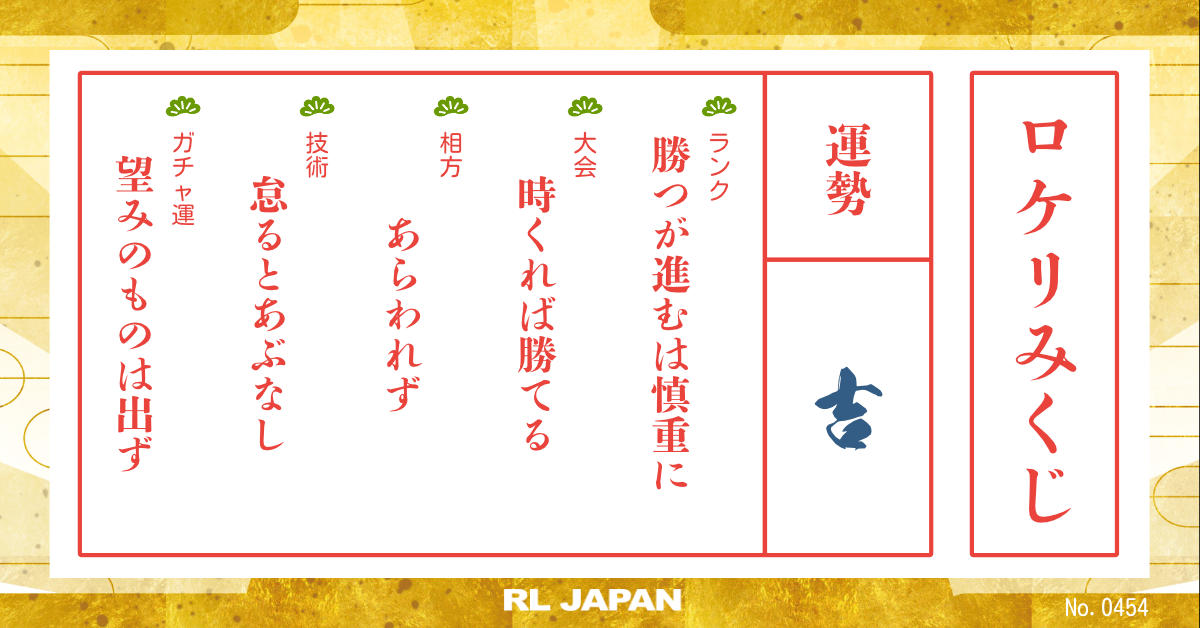 ロケリみくじ
運勢
吉
ランク
勝つが進むは慎重に
大会
時くれば勝てる
相方
あらわれず
技術
怠るとあぶなし
ガチャ運
望みのものは出ず
RL JAPAN
No. 0454